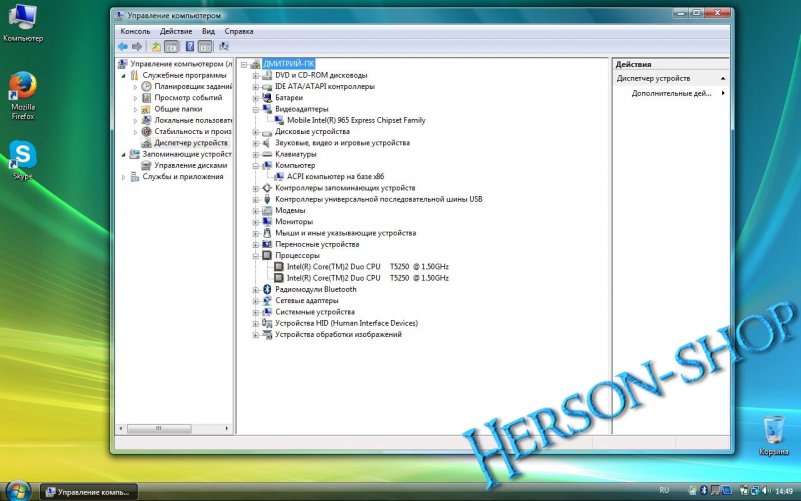 Компьютер
Mozilla
Firefox
Skype
Управление компьютером
Консоль Действие Вид Справка
Управление компьютером (л
Служебные программы
Планировщик заданий
Просмотр событий
Общие папки
Локальные пользоват
Стабильность и произ
Диспетчер устройств
Запоминающие устройст
Управление дисками
Службы и приложения
ДМИТРИЙ-ПК
DVD и CD-ROM дисководы
IDE ATA/ATAPI контроллеры
Батареи
Видеоадаптеры
Mobile Intel(R) 965 Express Chipset Family
Дисковые устройства
Звуковые, видео и игровые устройства
Клавиатуры
Компьютер
ACPI компьютер на базе x86
Контроллеры запоминающих устройств
Контроллеры универсальной последовательной шины USB
Модемы
Мониторы
Мыши и иные указывающие устройства
Переносные устройства
Процессоры
Intel(R) Core(TM)2 Duo CPU T5250 @ 1.50GHz
Intel(R) Core(TM)2 Duo CPU T5250 @ 1.50GHz
Радиомодули Bluetooth
Сетевые адаптеры
Системные устройства
Устройства HID (Human Interface Devices)
Устройства обработки изображений
Действия
Диспетчер устройств
Дополнительные дей...
HERSON-SHOP
Корзина
Управление компь...
RU
14:49